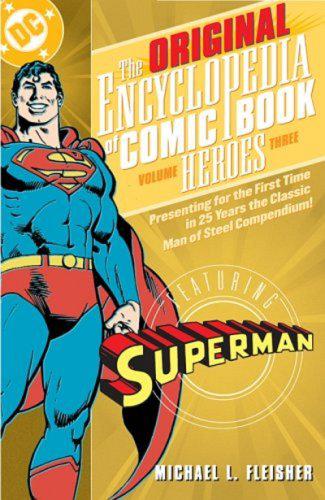 DC
The ORIGINAL
ENCYCLOPEDIA
of COMIC BOOK
VOLUME HEROES THREE
Presenting for the First Time
in 25 Years the Classic
Man of Steel Compendium!
FEATURING
SUPERMAN
MICHAEL L. FLEISHER